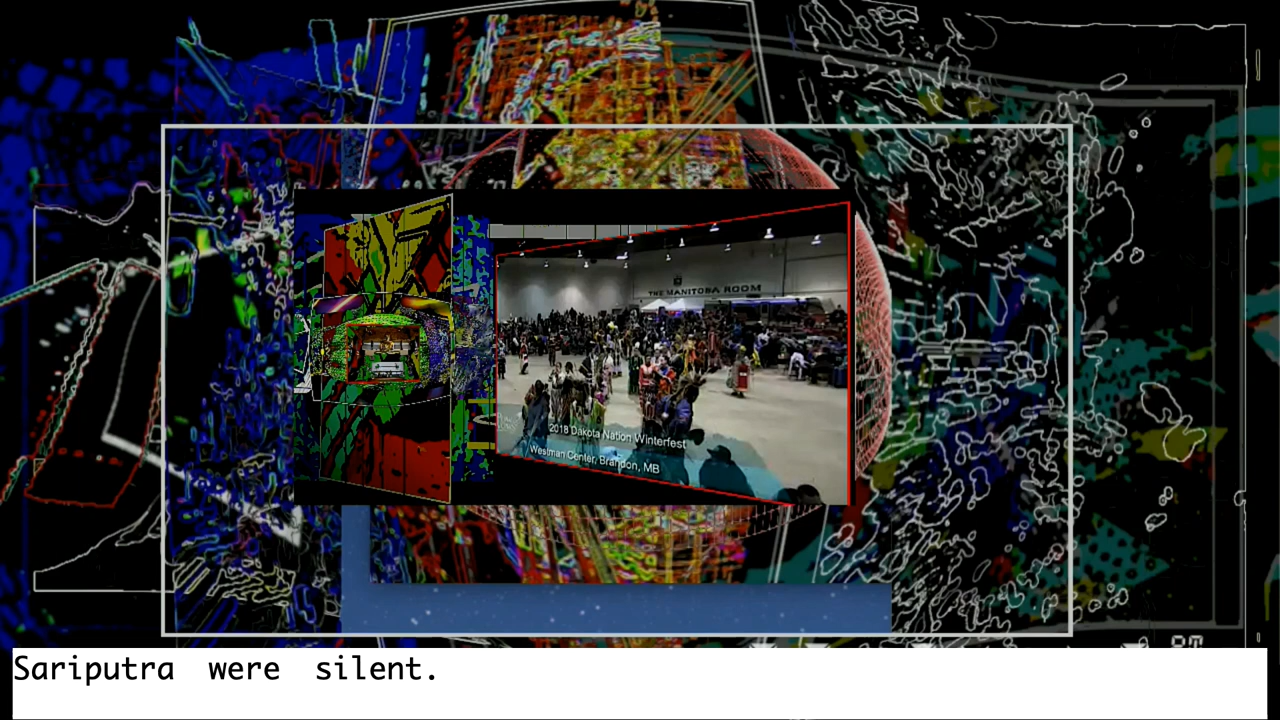 THE MANITOBA ROOM
2018 Dakota Nation Winterfest
Westman Center, Brandon, MB
Sariputra were silent.